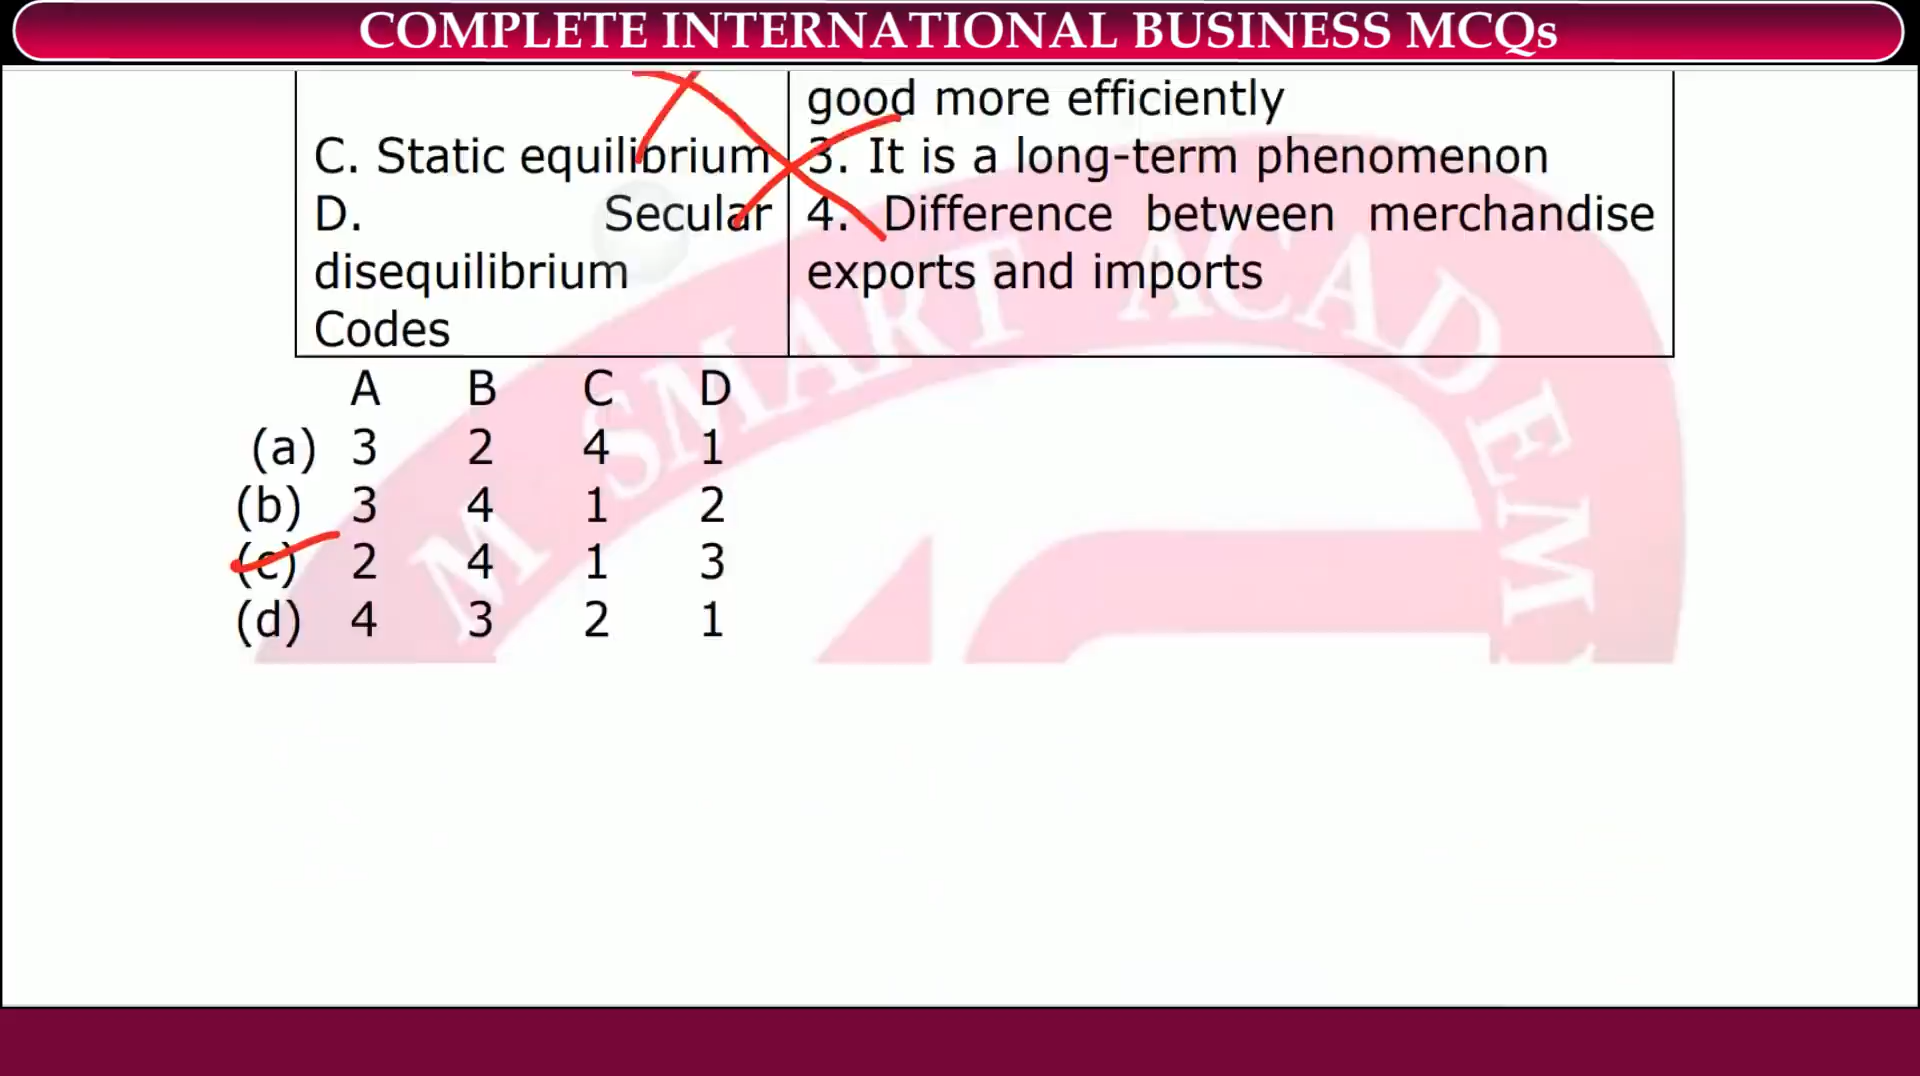 COMPLETE INTERNATIONAL BUSINESS MCQs
good more efficiently
C. Static equilibrium 3. It is a long-term phenomenon
D. Secular 4. Difference between merchandise
disequilibrium exports and imports
Codes
A B C D
(a) 3 2 4 1
(b) 3 4 1 2
(c) 2 4 1 3
(d) 4 3 2 1
M SMART ACADEM